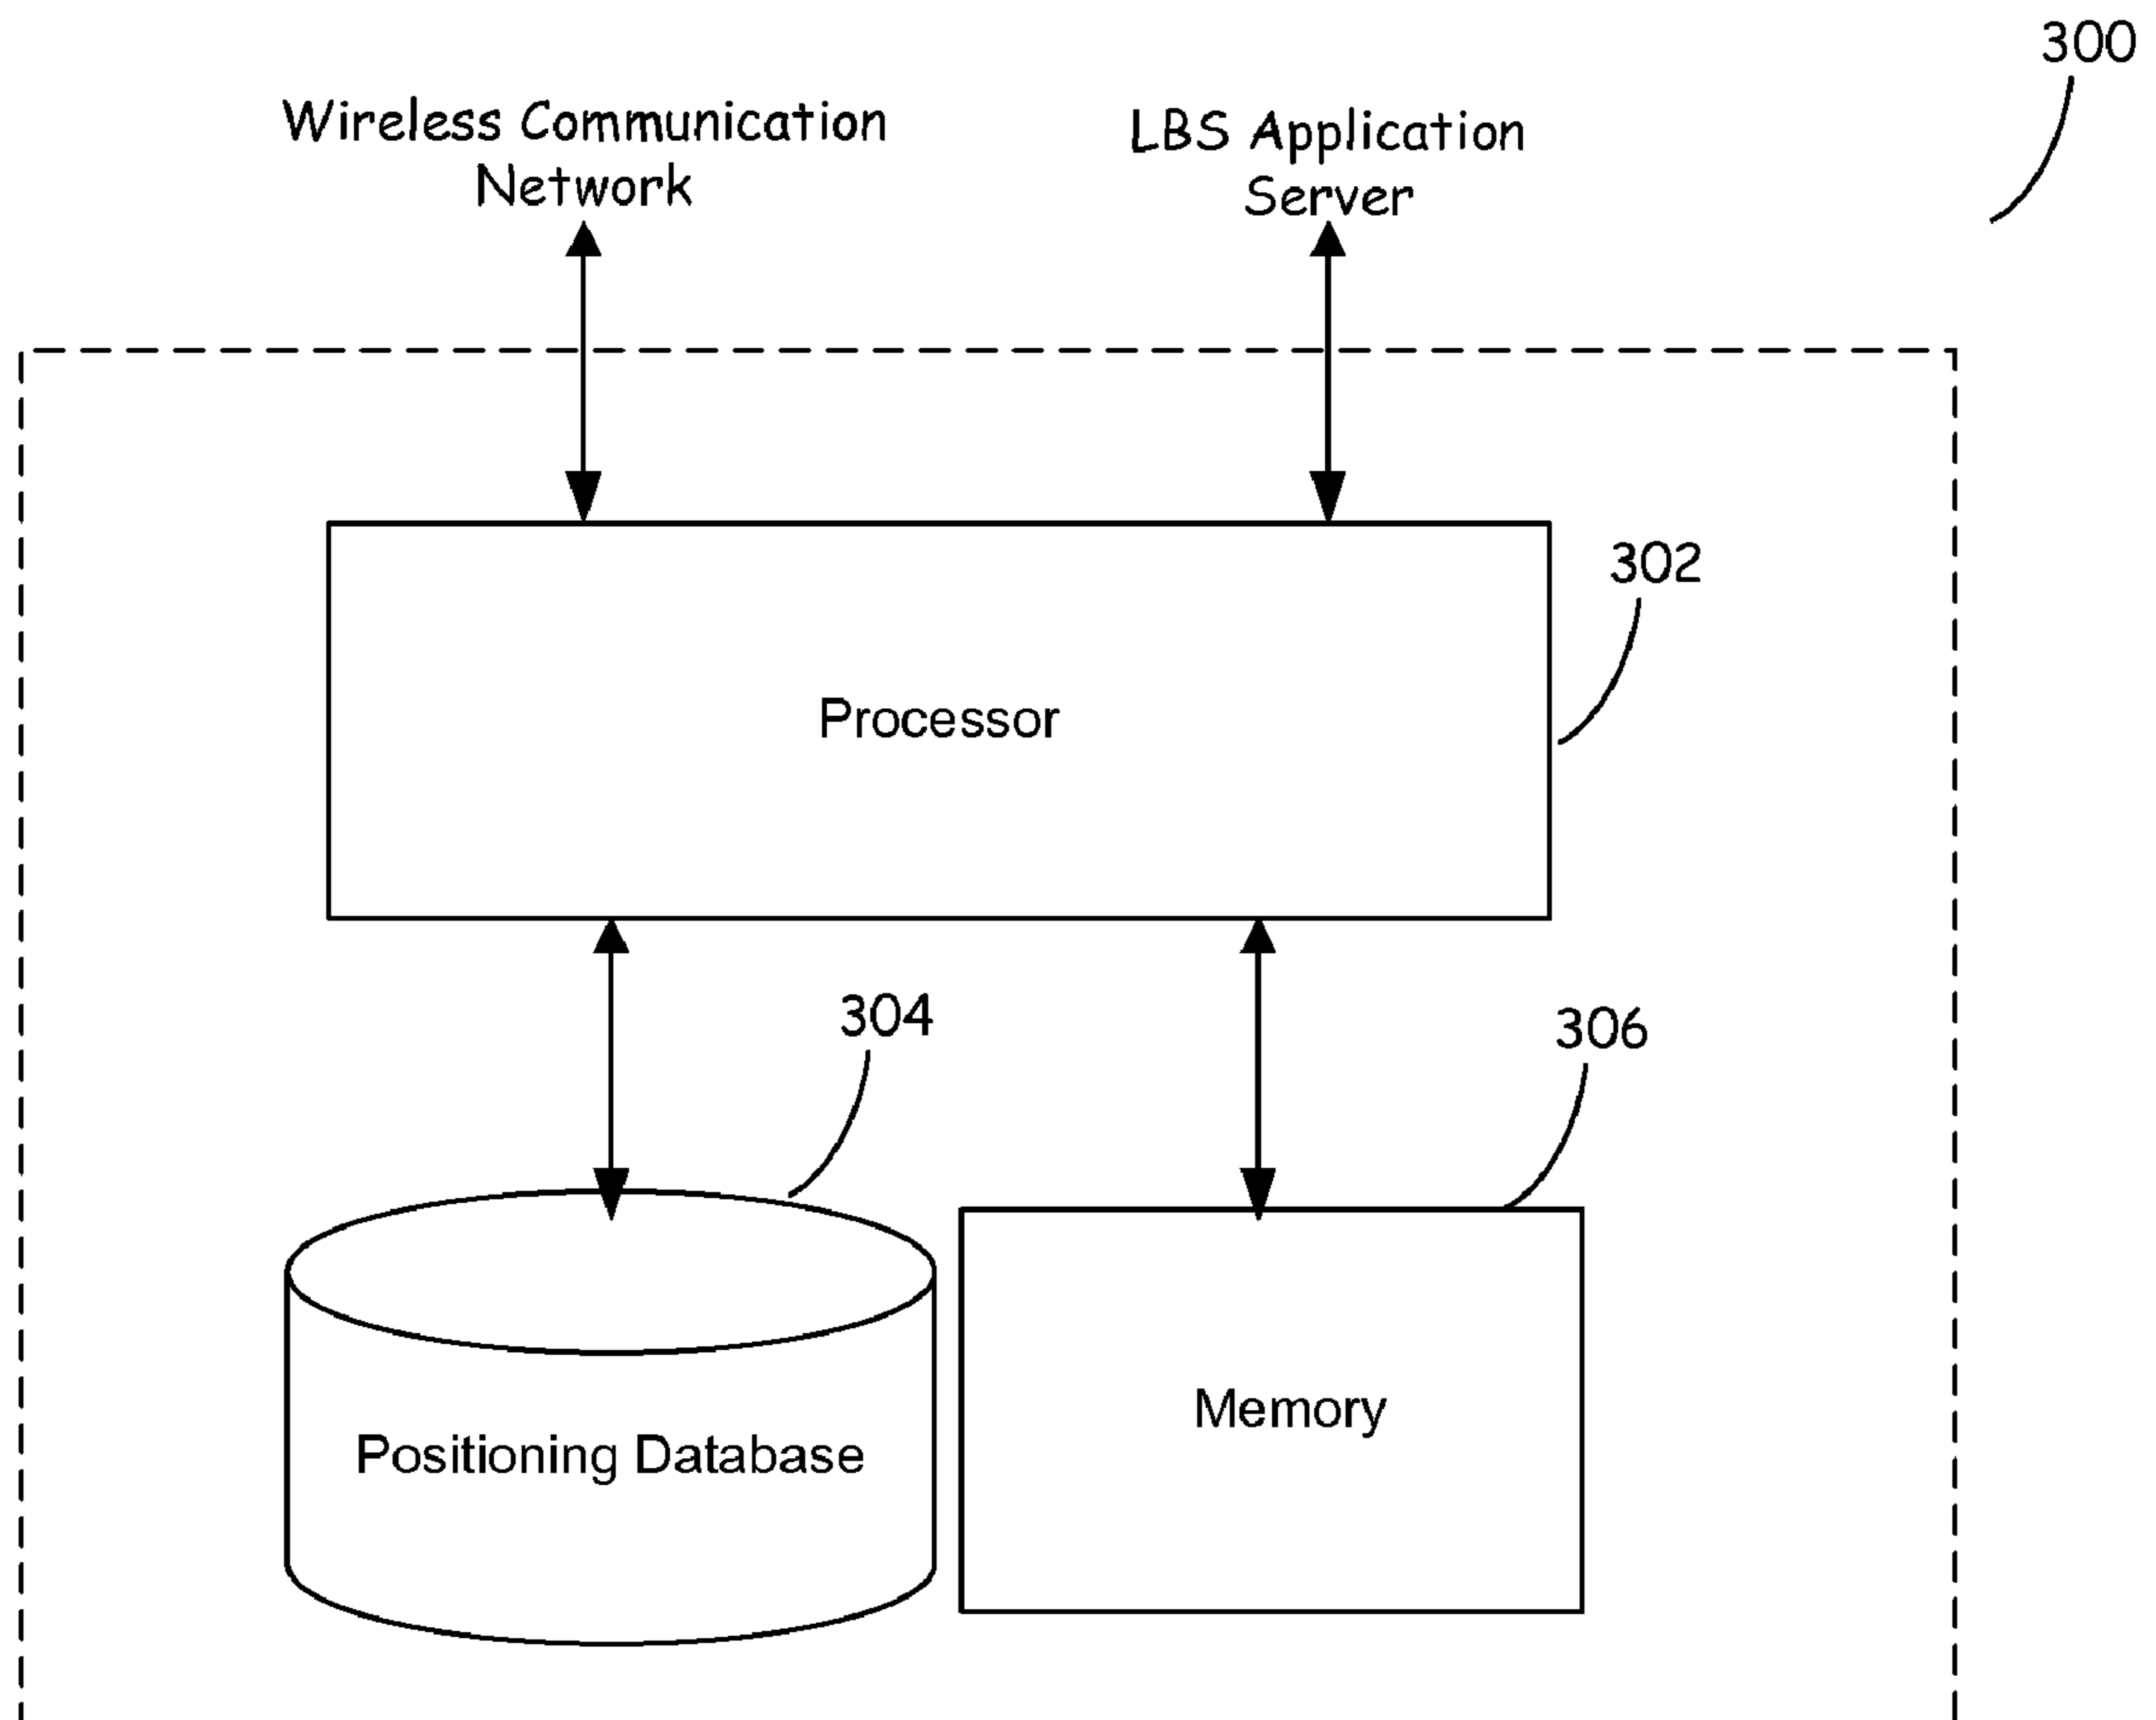 300
Wireless Communication
Network
LBS Application
Server
302
Processor
304
306
Positioning Database
Memory